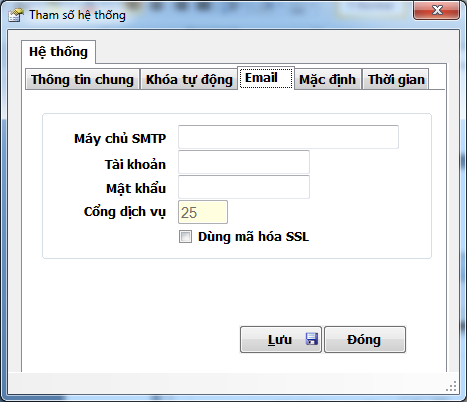 Tham số hệ thống
Hệ thống
Thông tin chung Khóa tự động Email Mặc định Thời gian
Máy chủ SMTP
Tài khoản
Mật khẩu
Cổng dịch vụ 25
Dùng mã hóa SSL
Lưu Đóng